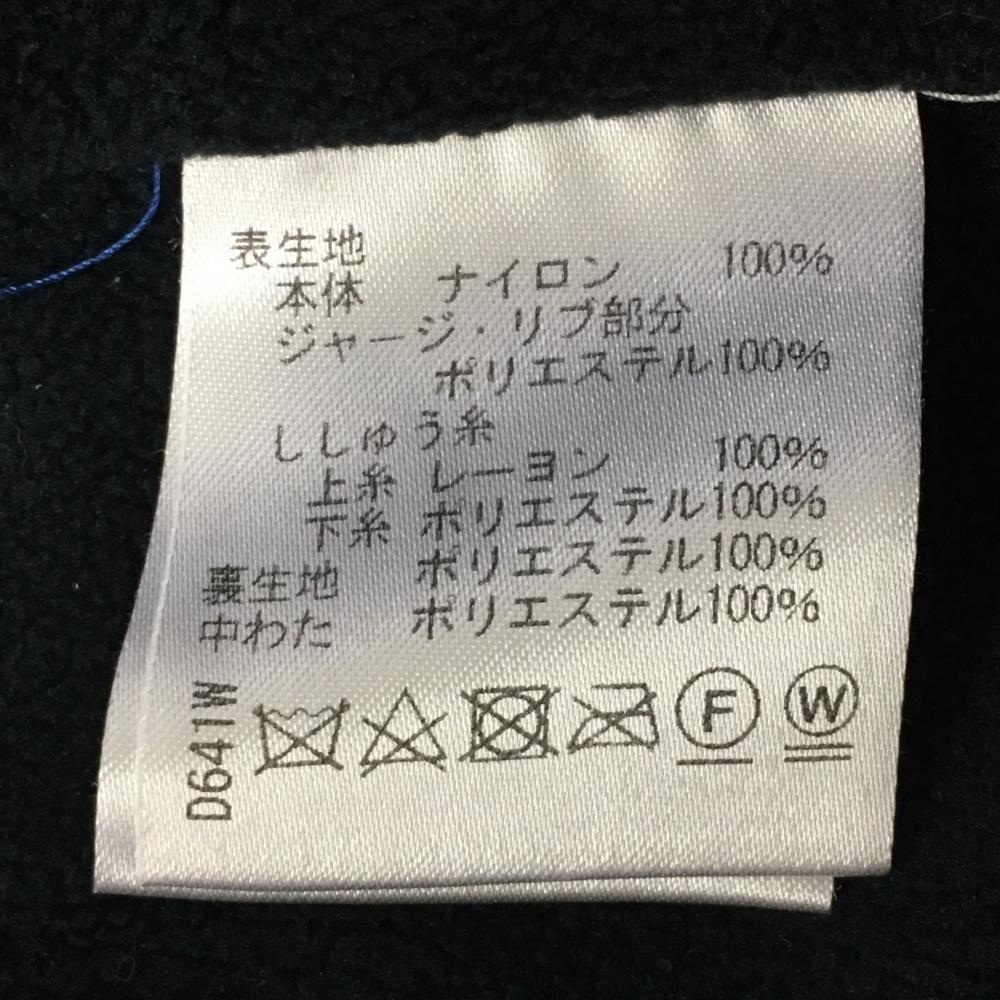 表生地
本体 ナイロン 100%
ジャージ・リブ部分
ポリエステル100%
ししゅう糸
上糸 レーヨン 100%
下糸 ポリエステル100%
裏生地 ポリエステル100%
中わた ポリエステル100%
D641W
F W